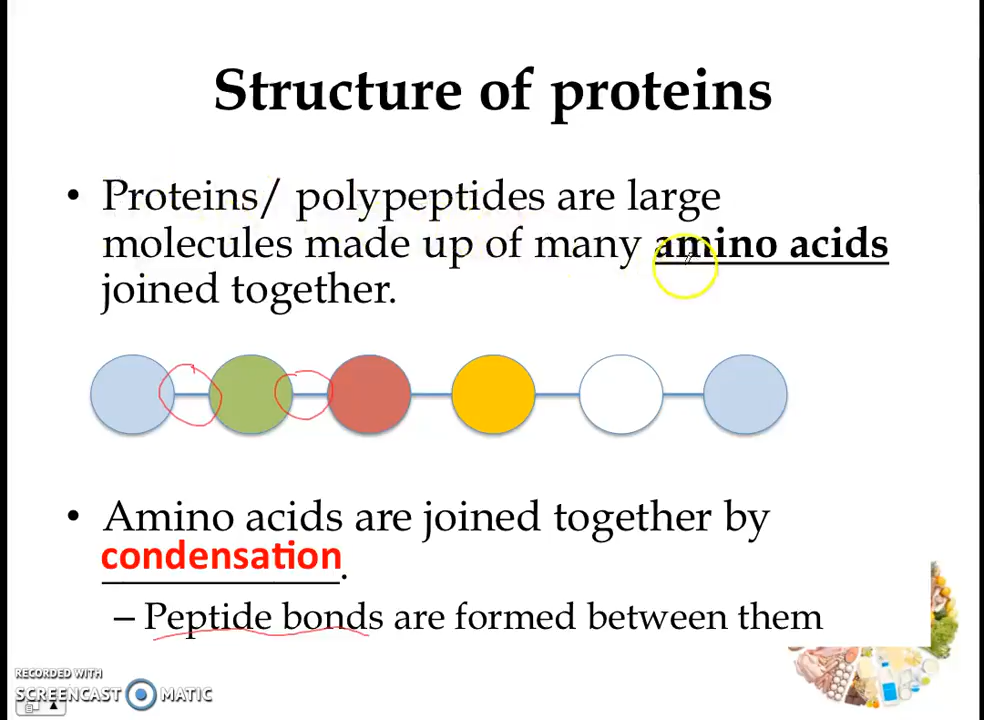 Structure of proteins
• Proteins/ polypeptides are large
molecules made up of many amino acids
joined together.
• Amino acids are joined together by
condensation.
– Peptide bonds are formed between them
RECORDED WITH
SCREENCAST MATIC